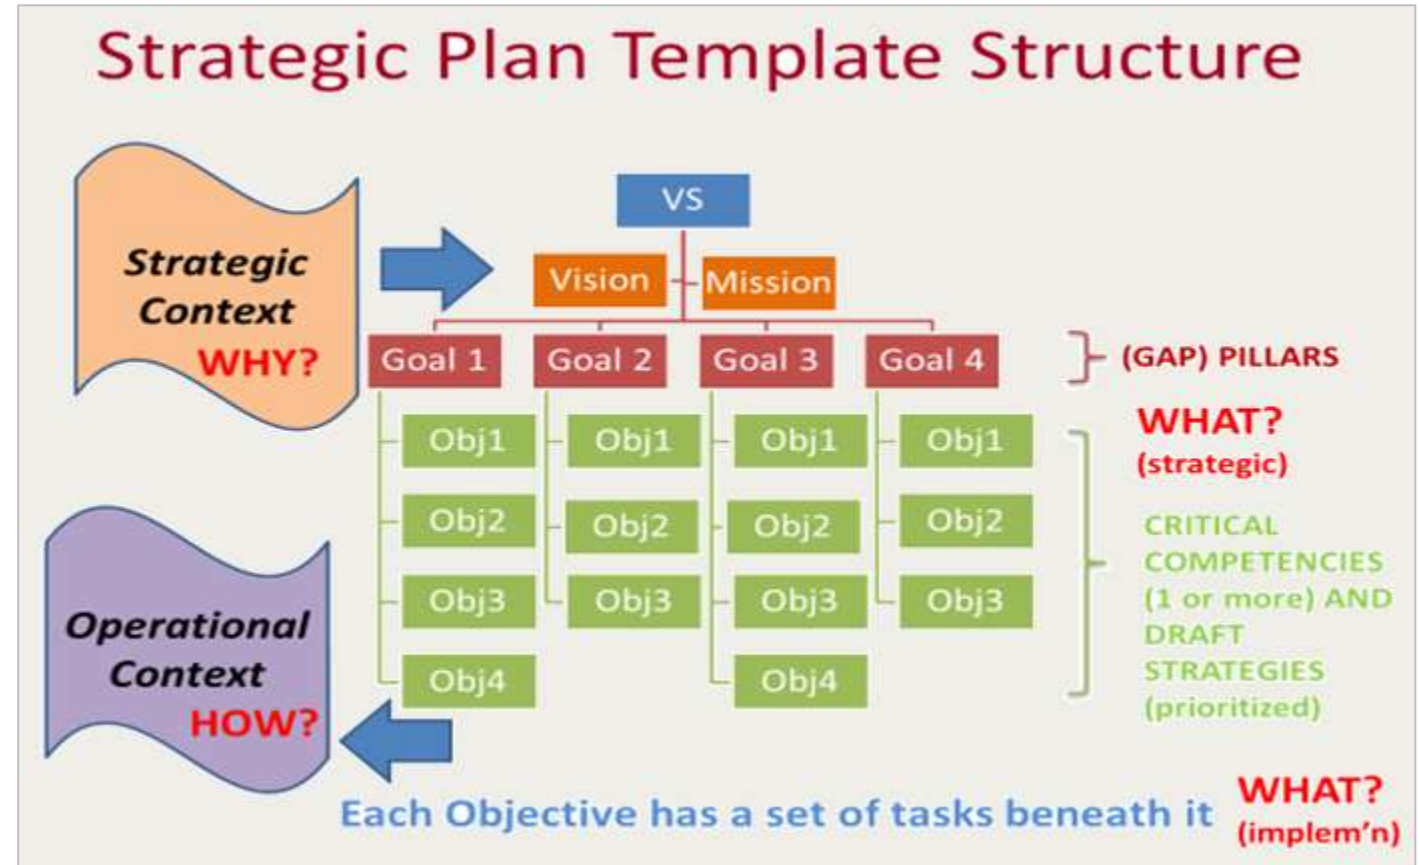 Strategic Plan Template Structure
VS
Strategic
Context
WHY?
Vision
Mission
Goal 1
Goal 2
Goal 3
Goal 4
(GAP) PILLARS
Obj1
Obj1
Obj1
Obj1
WHAT?
(strategic)
Obj2
Obj2
Obj2
Obj2
Obj3
Obj3
Obj3
Obj3
Obj4
Obj4
CRITICAL
COMPETENCIES
(1 or more) AND
DRAFT
STRATEGIES
(prioritized)
Operational
Context
HOW?
Each Objective has a set of tasks beneath it
WHAT?
(implem'n)